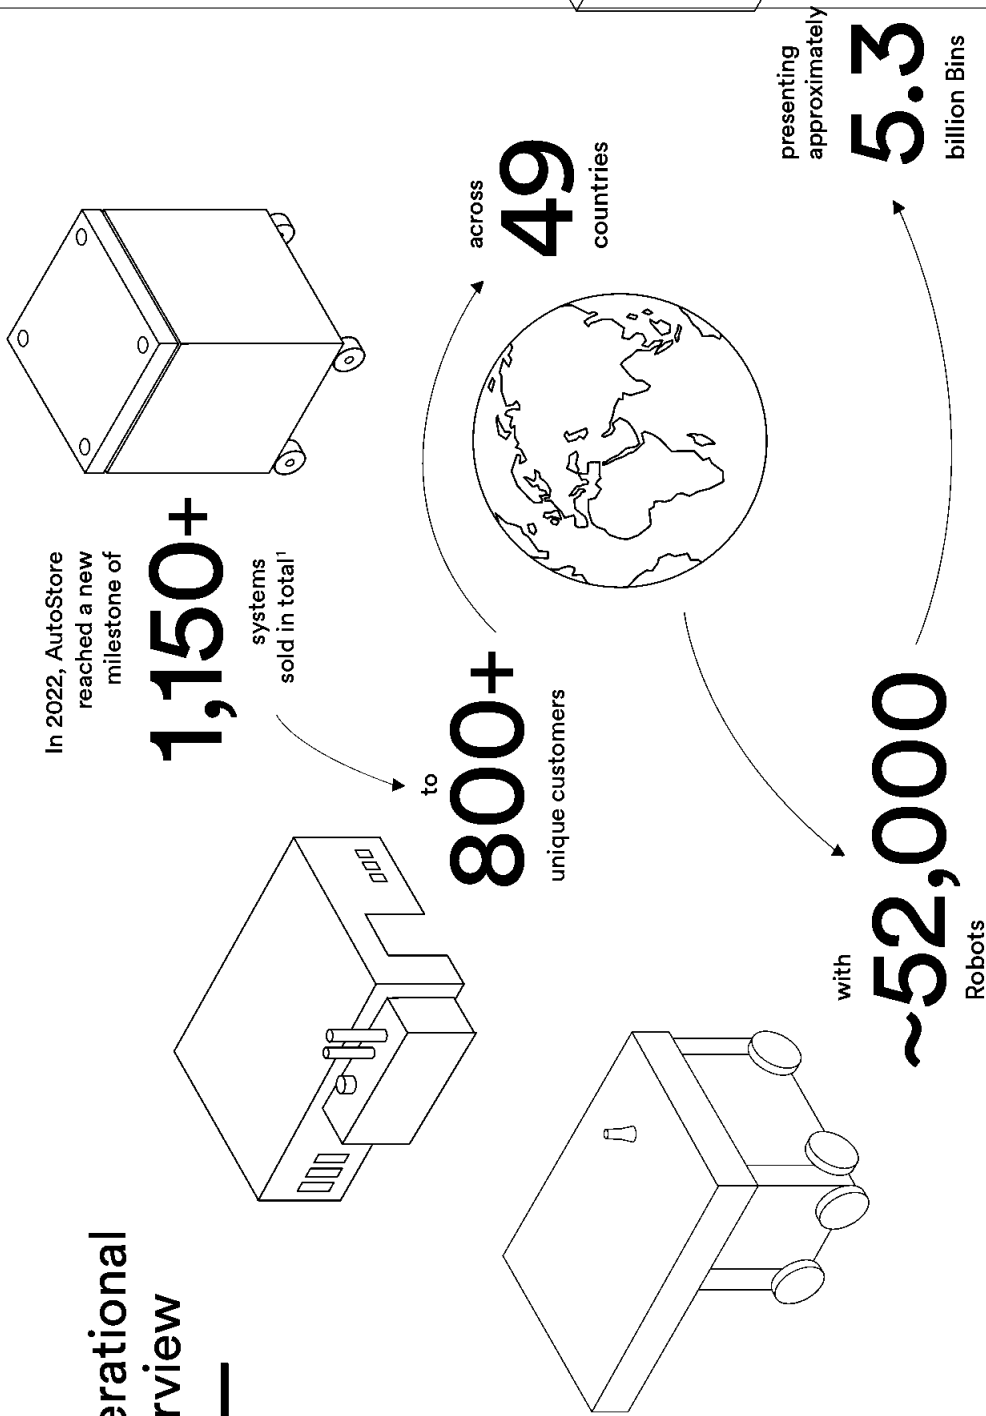 erational
rview
In 2022, AutoStore
reached a new
milestone of
1,150+
systems
sold in total¹
to
800+
unique customers
across
49
countries
with
~52,000
Robots
presenting
approximately
5.3
billion Bins